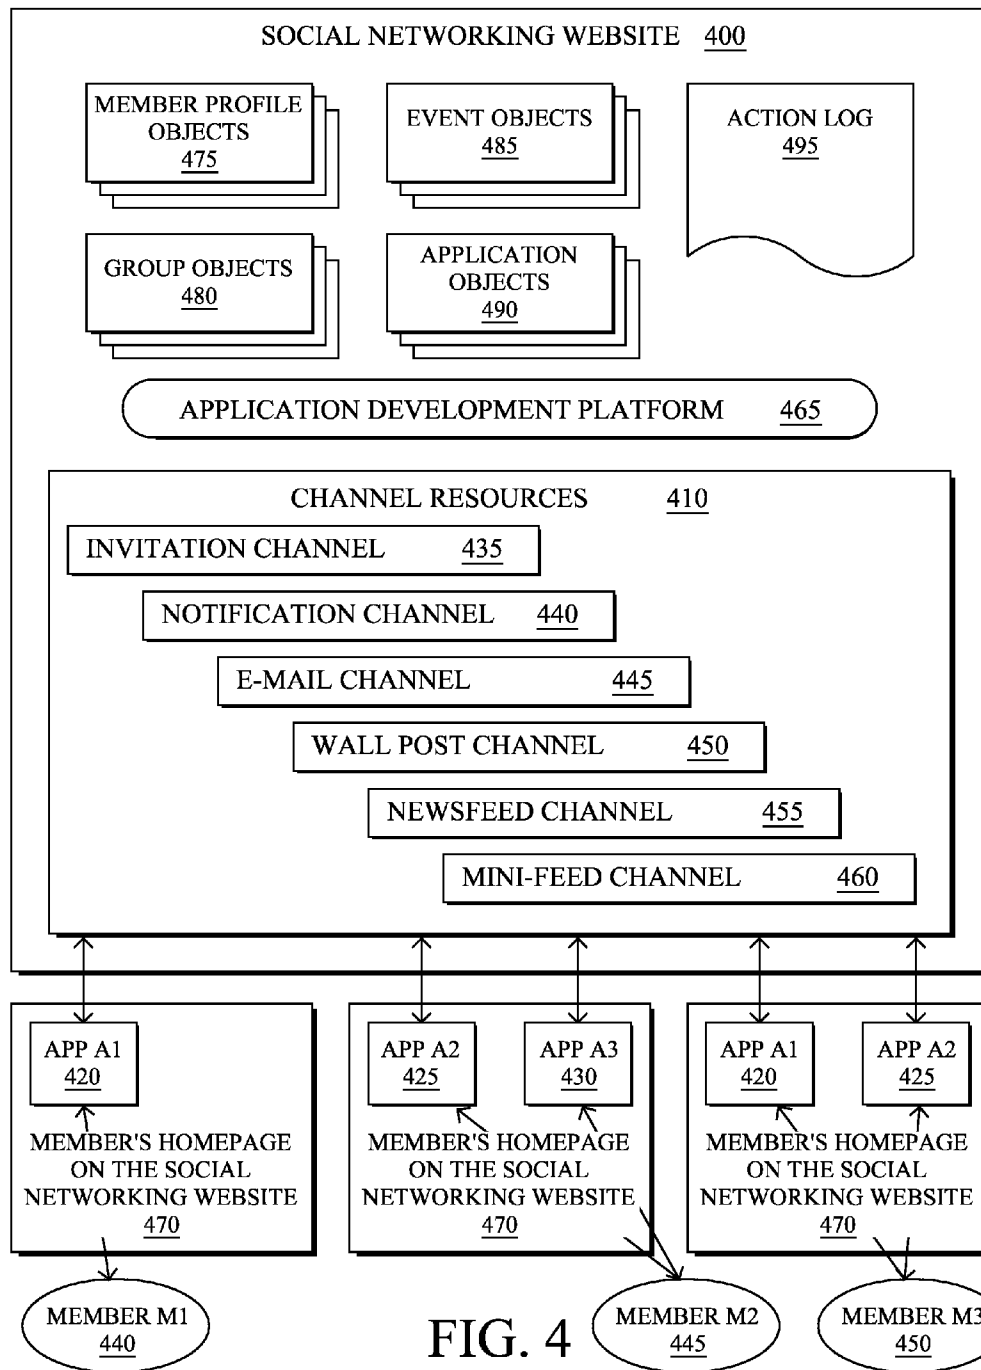 SOCIAL NETWORKING WEBSITE 400
MEMBER PROFILE
OBJECTS
475
EVENT OBJECTS
485
ACTION LOG
495
GROUP OBJECTS
480
APPLICATION
OBJECTS
490
APPLICATION DEVELOPMENT PLATFORM 465
CHANNEL RESOURCES 410
INVITATION CHANNEL 435
NOTIFICATION CHANNEL 440
E-MAIL CHANNEL 445
WALL POST CHANNEL 450
NEWSFEED CHANNEL 455
MINI-FEED CHANNEL 460
APP A1
420
MEMBER'S HOMEPAGE
ON THE SOCIAL
NETWORKING WEBSITE
470
APP A2
425
APP A3
430
MEMBER'S HOMEPAGE
ON THE SOCIAL
NETWORKING WEBSITE
470
APP A1
420
APP A2
425
MEMBER'S HOMEPAGE
ON THE SOCIAL
NETWORKING WEBSITE
470
MEMBER M1
440
FIG. 4
MEMBER M2
445
MEMBER M3
450